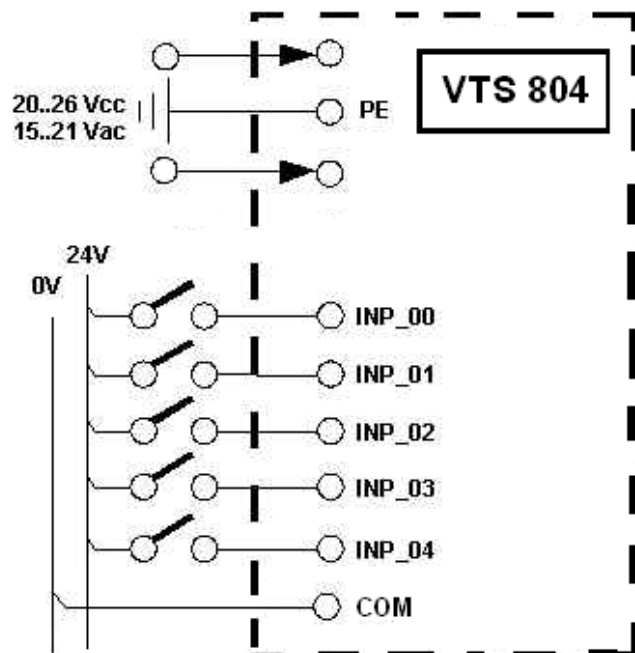 VTS 804
20..26 Vcc
15..21 Vac
PE
24V
0V
INP_00
INP_01
INP_02
INP_03
INP_04
COM